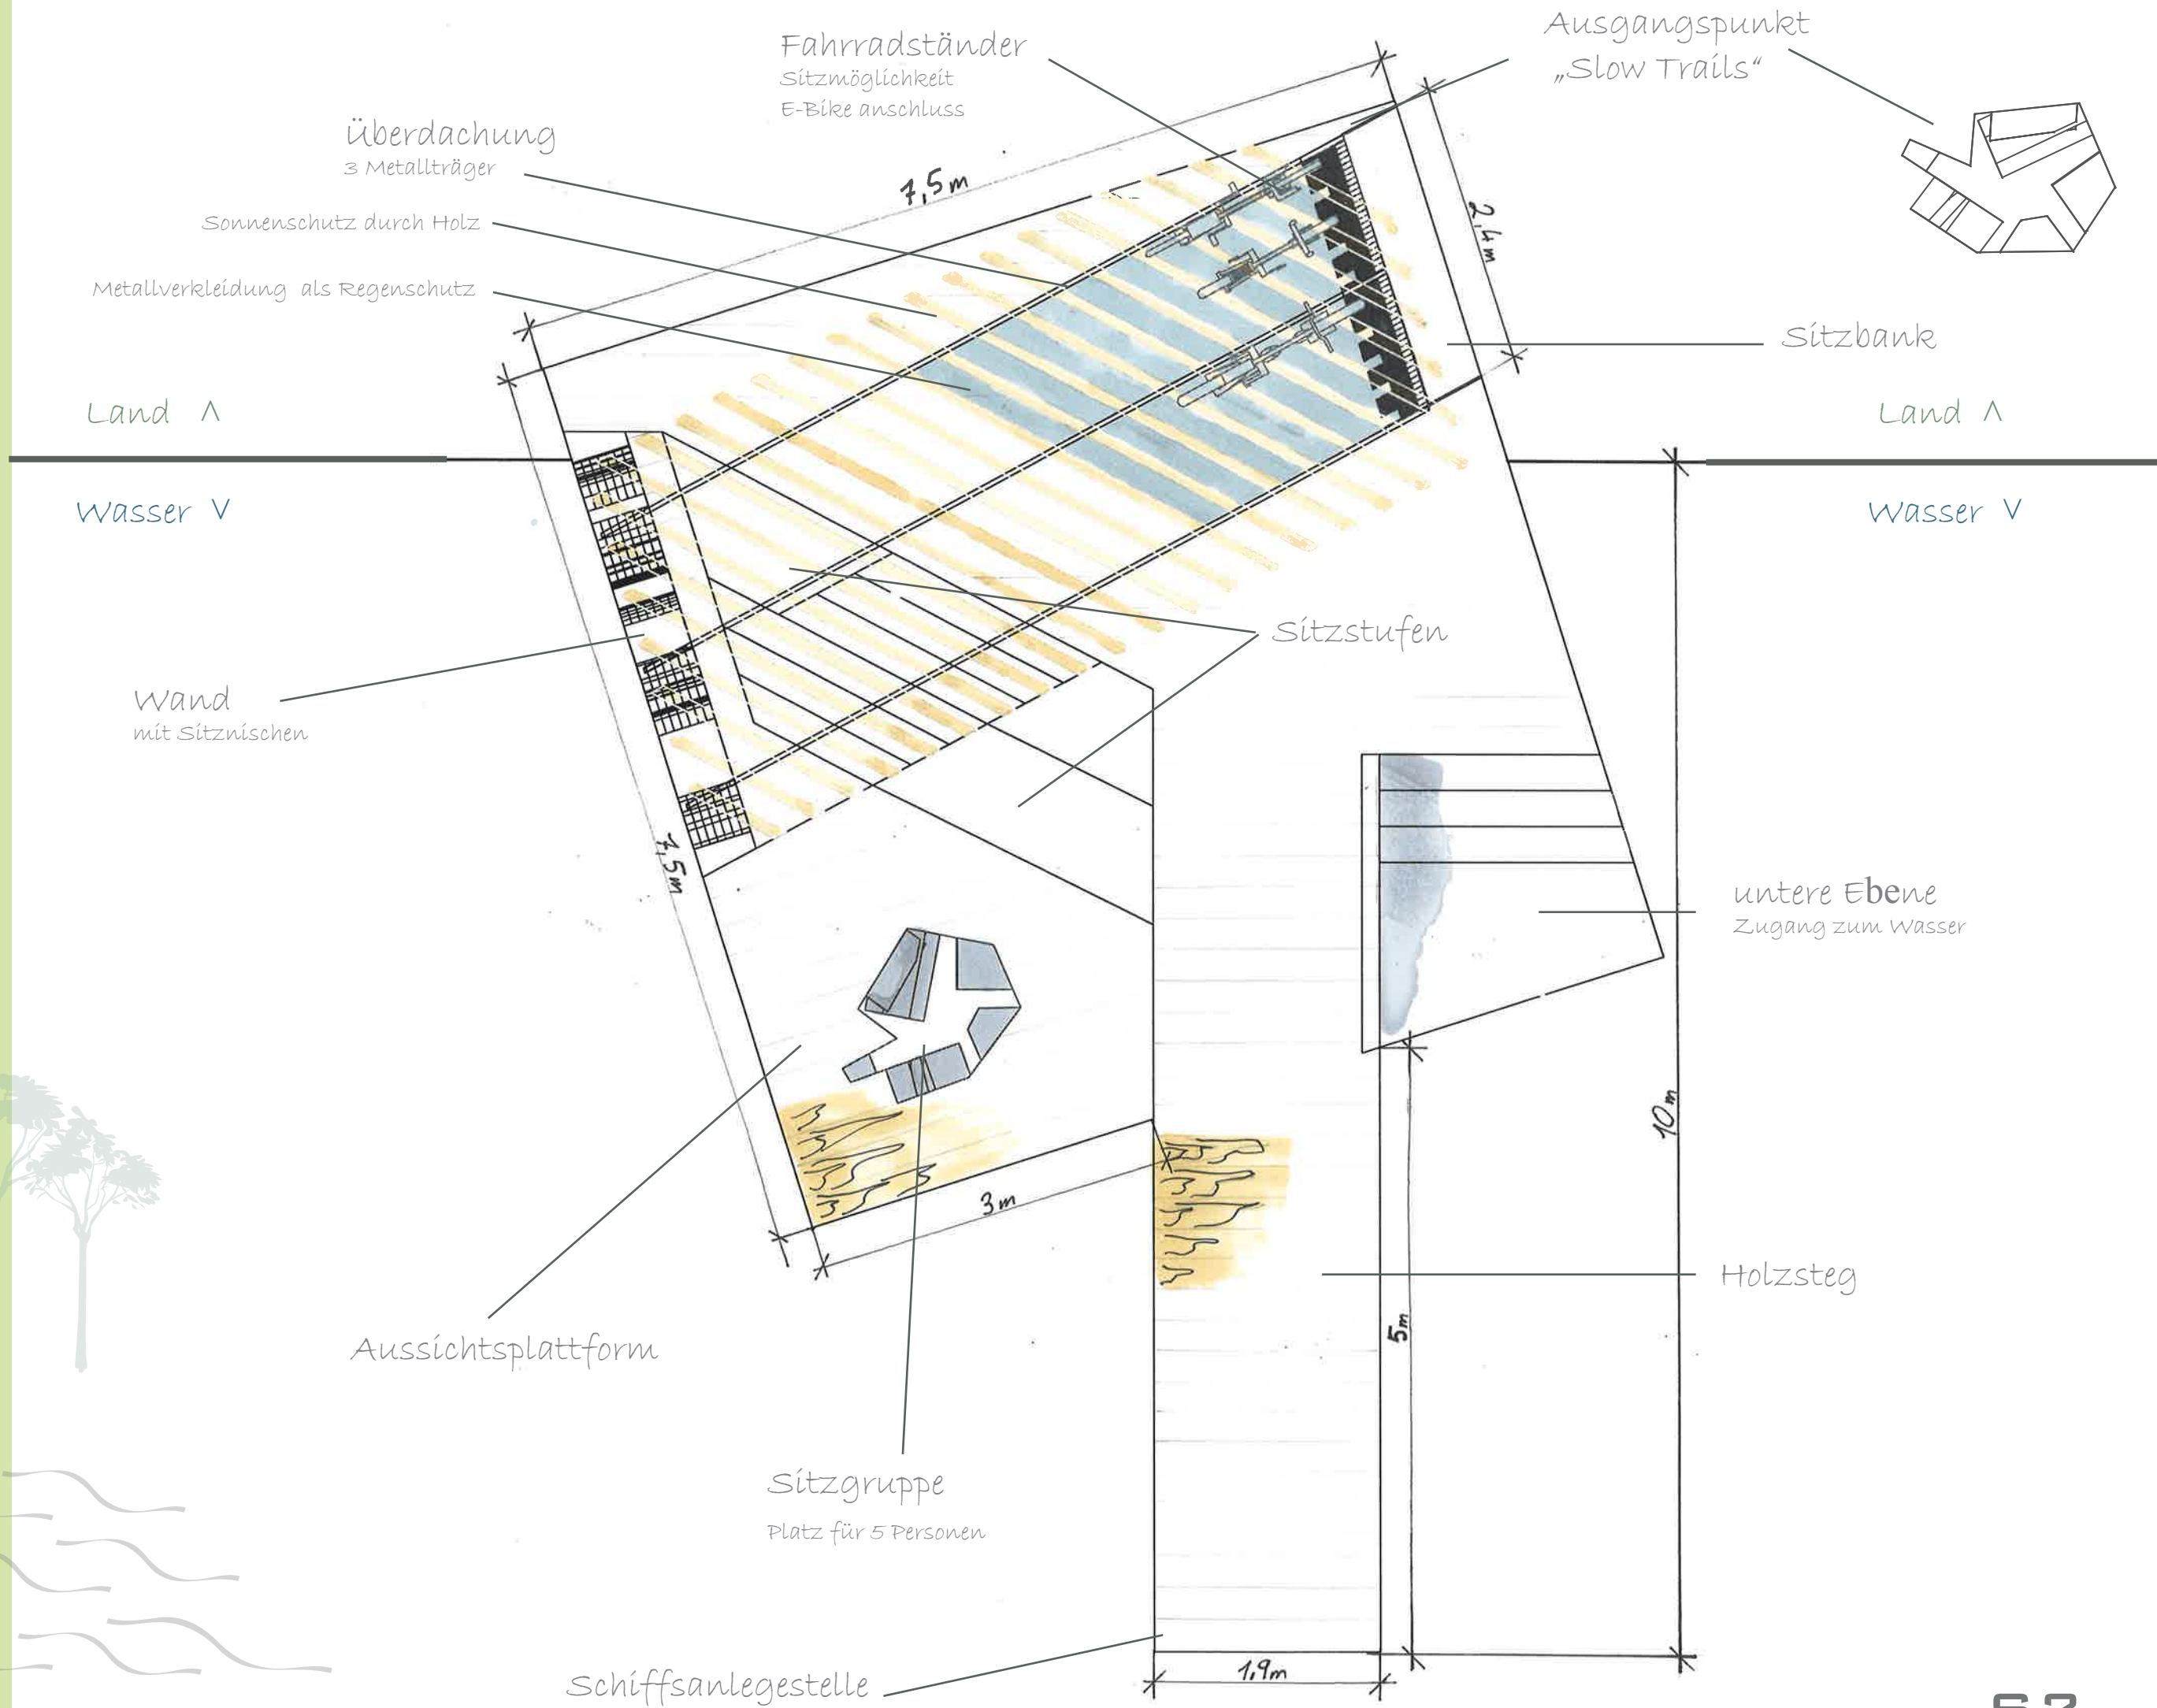 Fahrradständer
Sitzmöglichkeit
E-Bike anschluss
Ausgangspunkt
„Slow Trails“
Überdachung
3 Metallträger
Sonnenschutz durch Holz
Metallverkleidung als Regenschutz
7,5m
2,4m
Sitzbank
Land ∧
Land ∧
Wasser ∨
Wasser ∨
Sitzstufen
Wand
mit Sitznischen
7,5m
untere Ebene
Zugang zum Wasser
10m
3m
Holzsteg
5m
Aussichtsplattform
Sitzgruppe
Platz für 5 Personen
1,9m
Schiffsanlegestelle